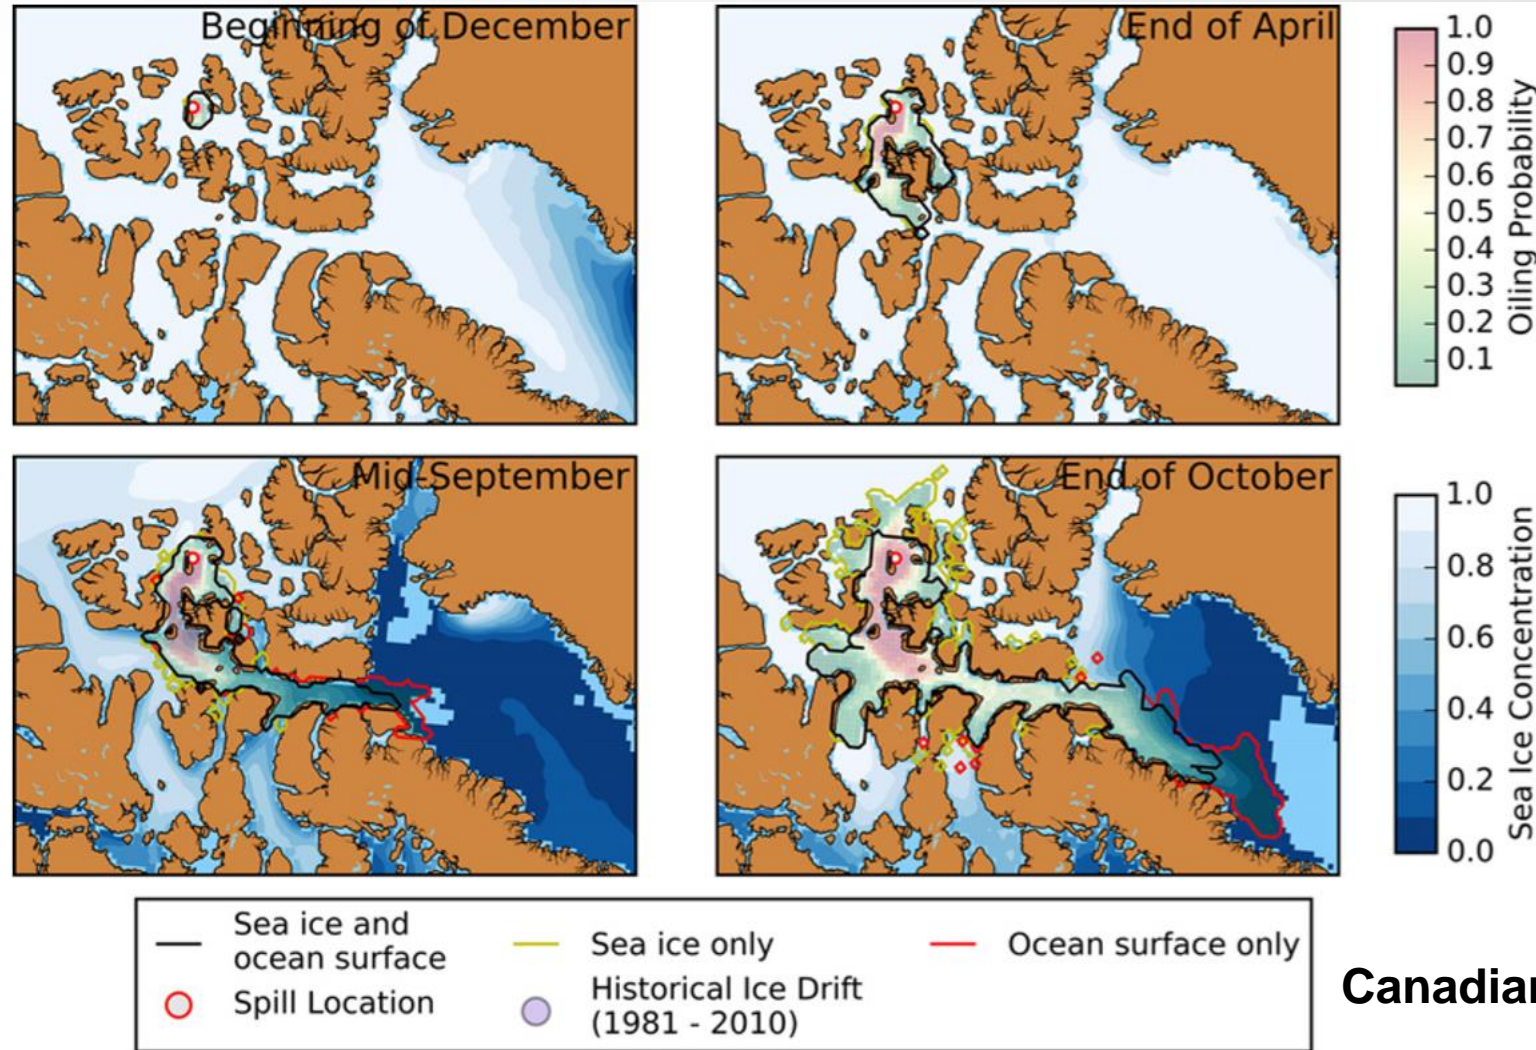 Beginning of December
End of April
1.0
0.9
0.8
0.7
0.6
0.5
0.4
0.3
0.2
0.1
Oiling Probability
Mid-September
End of October
1.0
0.8
0.6
0.4
0.2
0.0
Sea Ice Concentration
Sea ice and
ocean surface
Sea ice only
Ocean surface only
Spill Location
Historical Ice Drift
(1981 - 2010)
Canadian